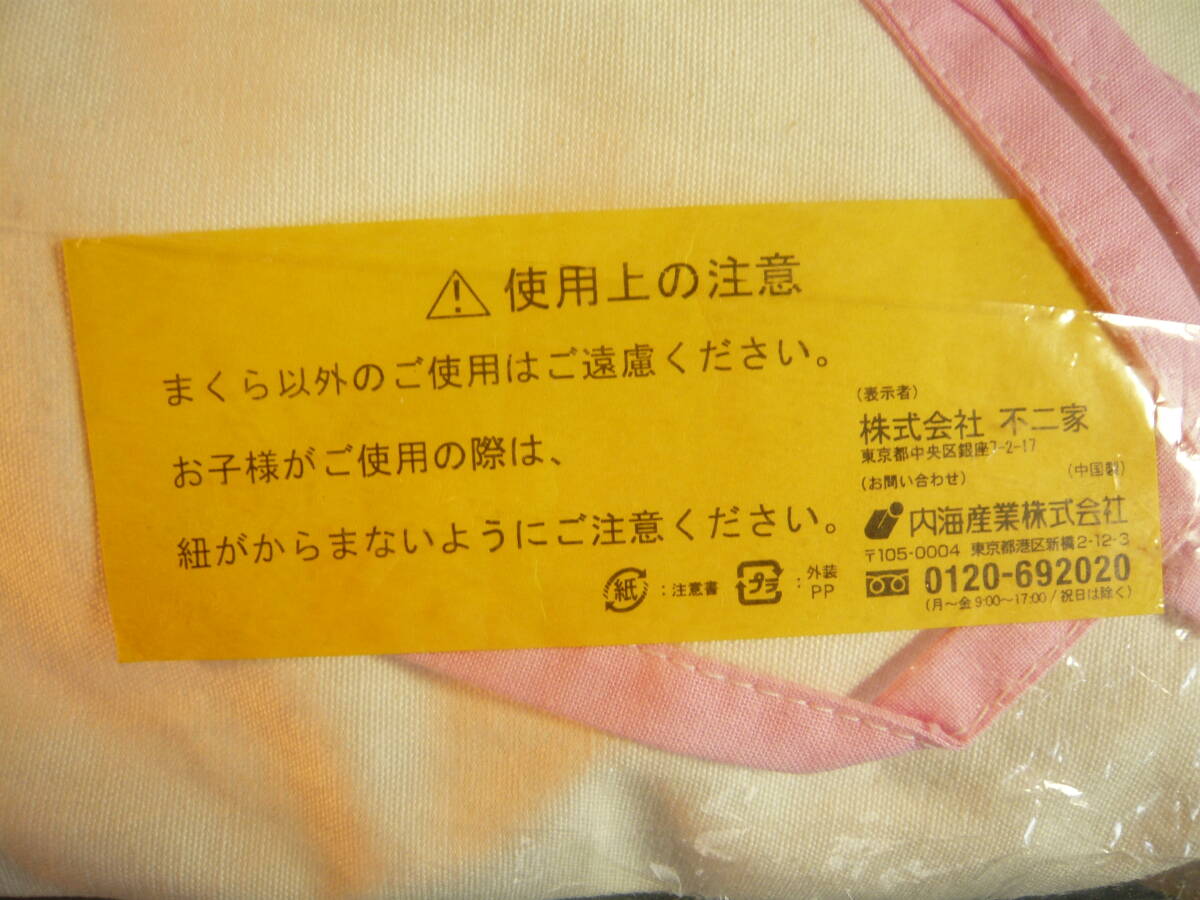 ⚠使用上の注意
まくら以外のご使用はご遠慮ください。
お子様がご使用の際は、
紐がからまないようにご注意ください。
紙:注意書
プラ:外装PP
(表示者)
株式会社 不二家
東京都中央区銀座7-2-17
(お問い合わせ) (中国製)
内海産業株式会社
〒105-0004 東京都港区新橋2-12-3
0120-692020
(月～金9:00～17:00/祝日は除く)